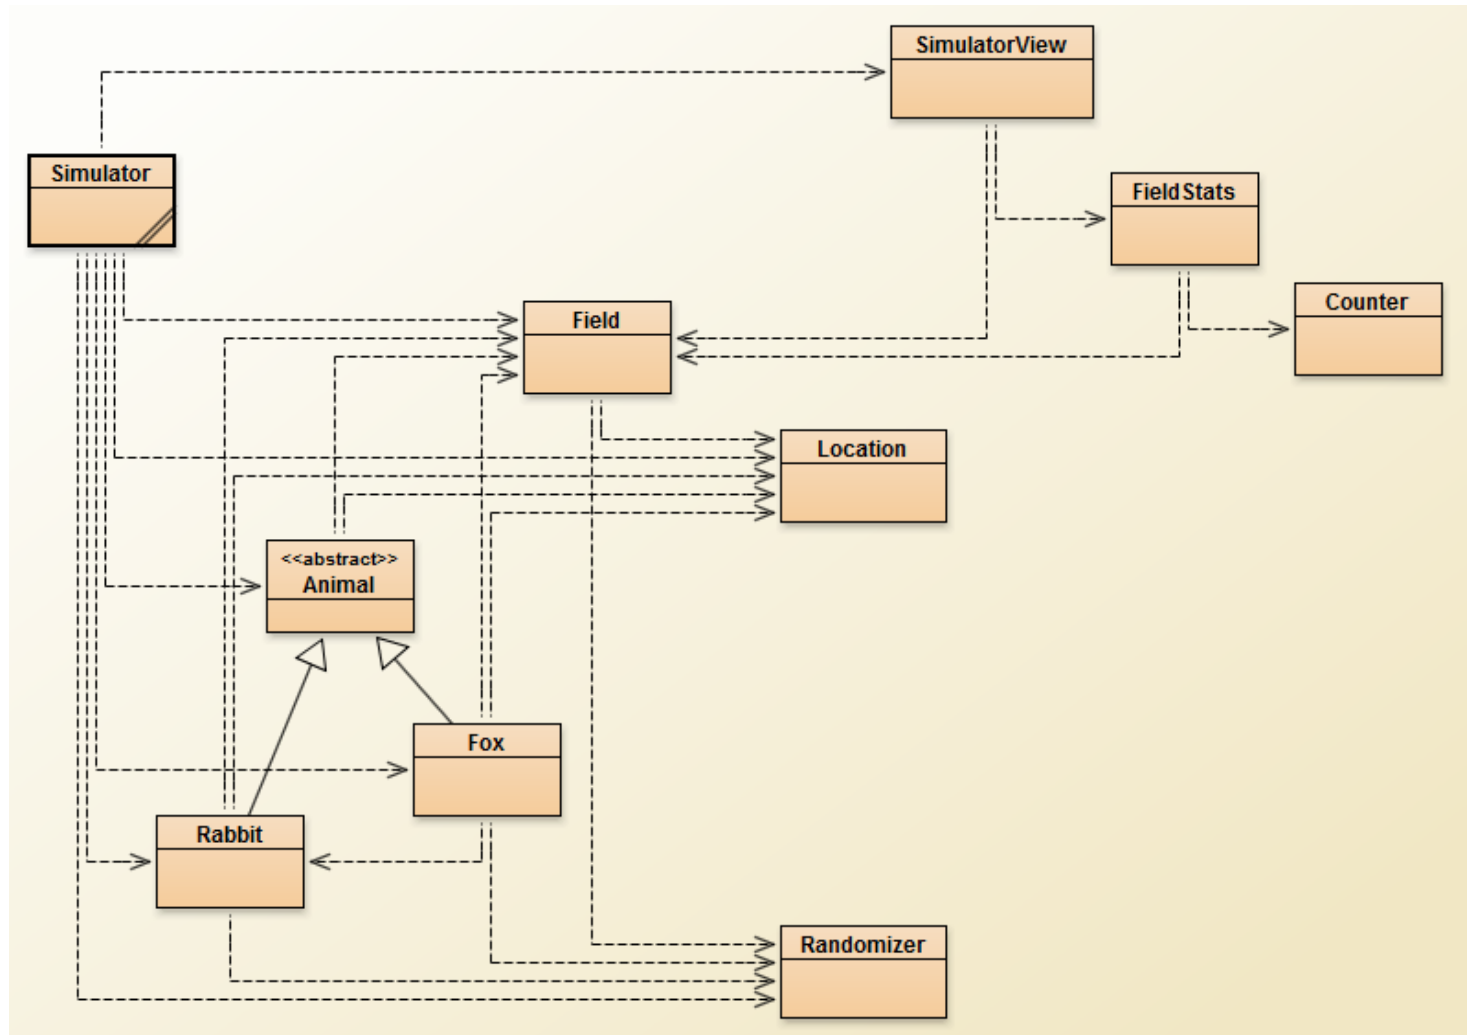 SimulatorView
Simulator
FieldStats
Counter
Field
Location
<<abstract>>
Animal
Fox
Rabbit
Randomizer